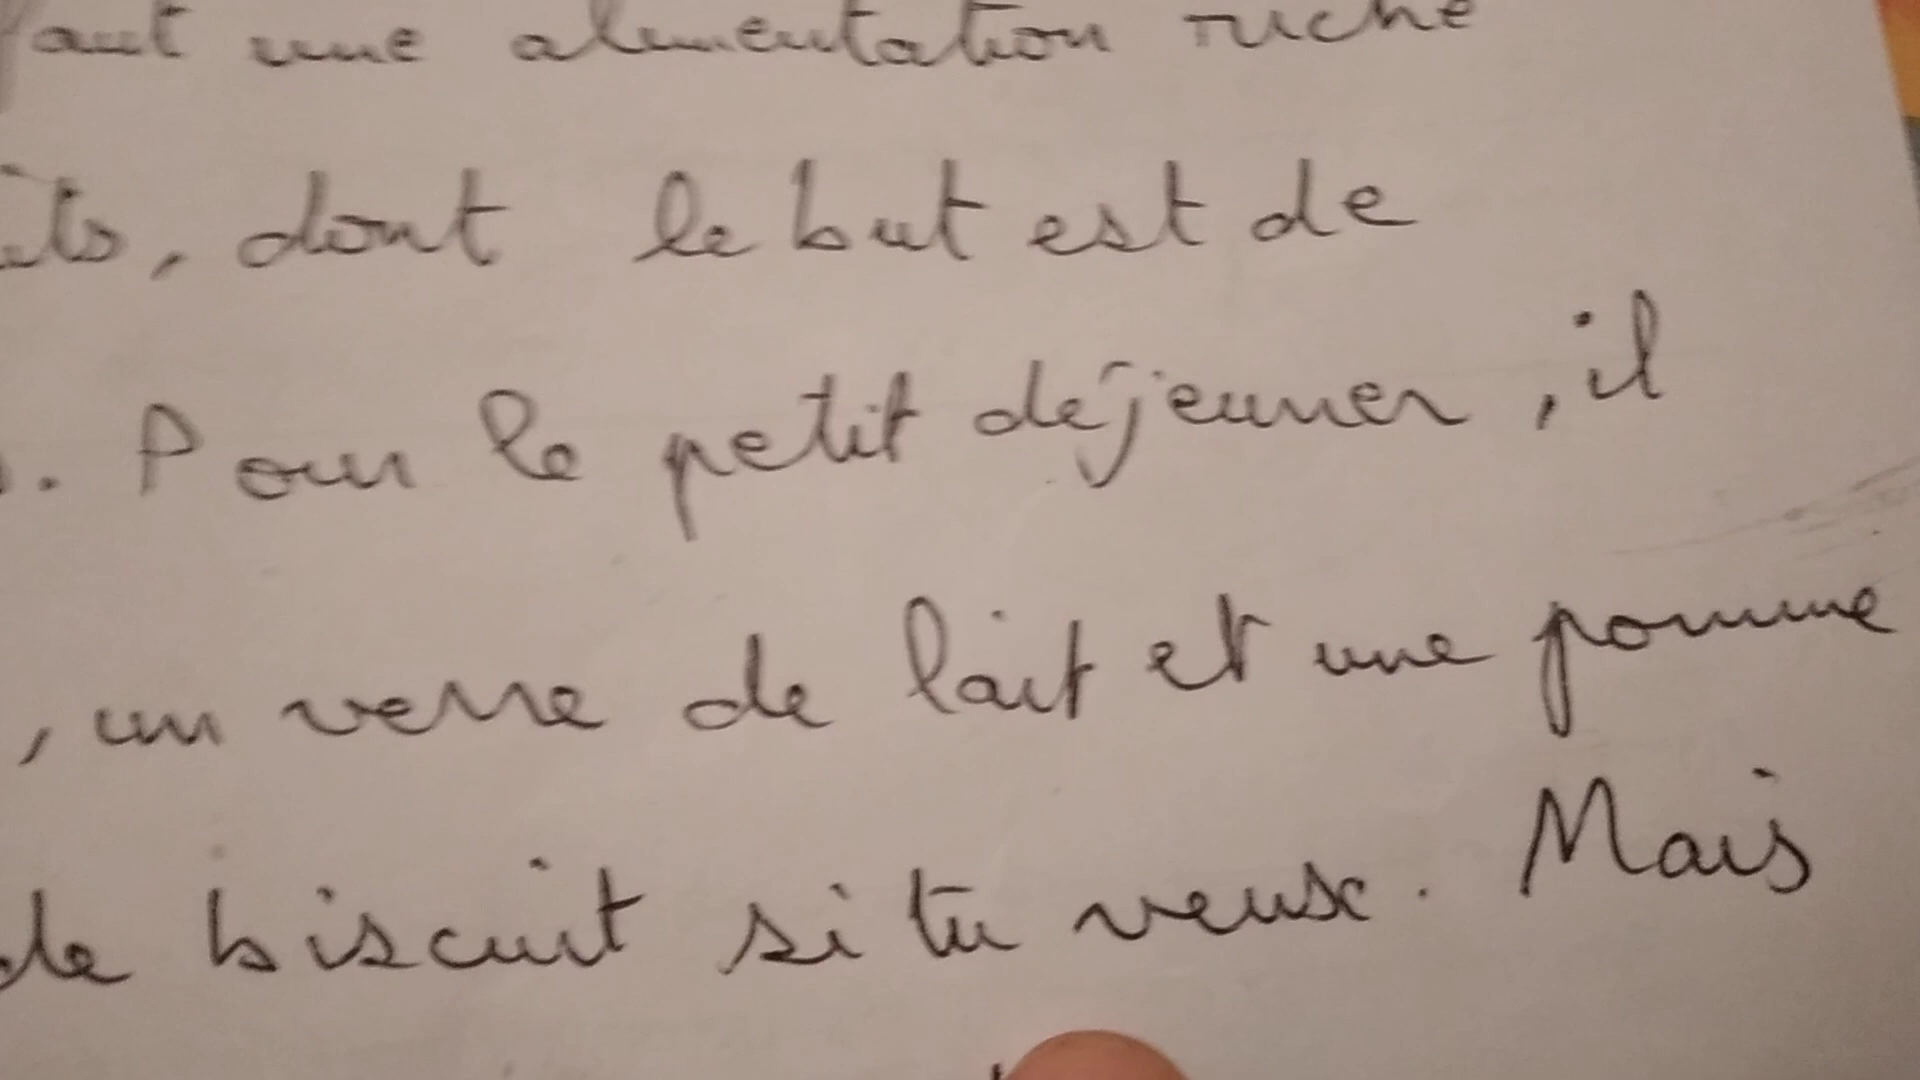 faut une alimentation riche
, dont le but est de
. Pour le petit déjeuner, il
, un verre de lait et une pomme
de biscuit si tu veux. Mais